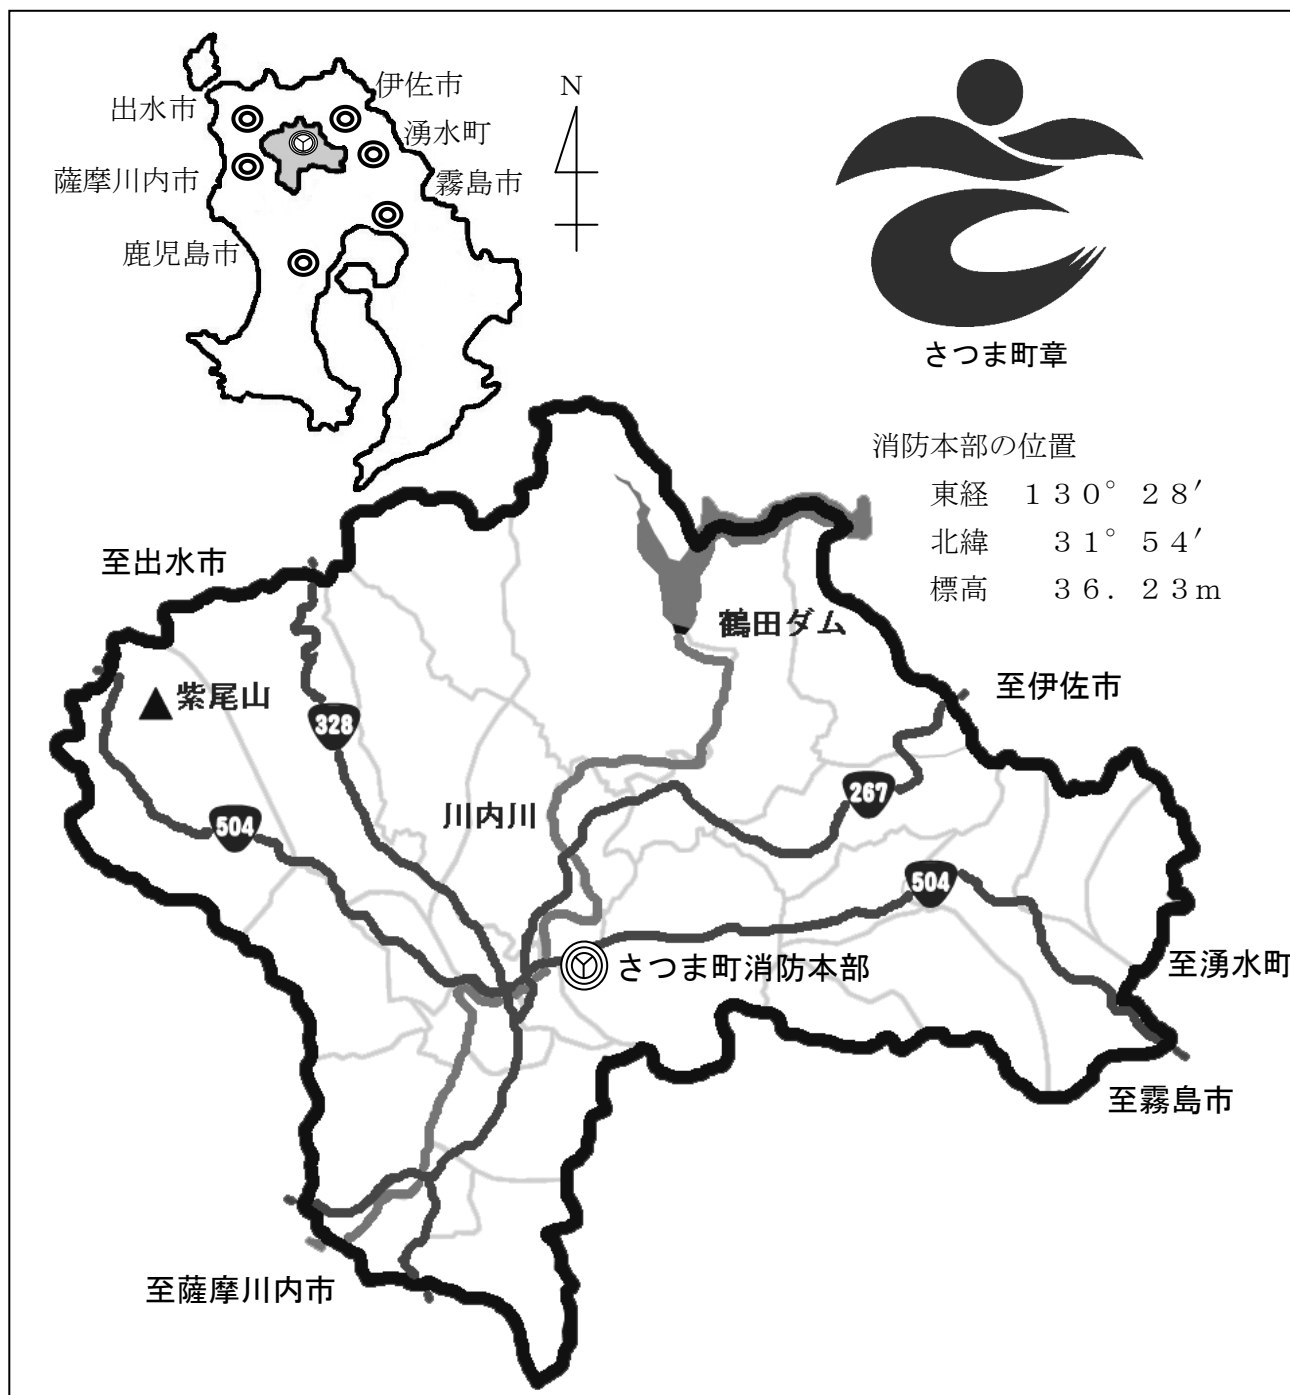 伊佐市
N
出水市
湧水町
薩摩川内市
霧島市
鹿児島市
さつま町章
消防本部の位置
東経　１３０°２８′
北緯　　３１°５４′
標高　　３６．２３ｍ
至出水市
鶴田ダム
至伊佐市
紫尾山
328
267
川内川
504
504
さつま町消防本部
至湧水町
至霧島市
至薩摩川内市